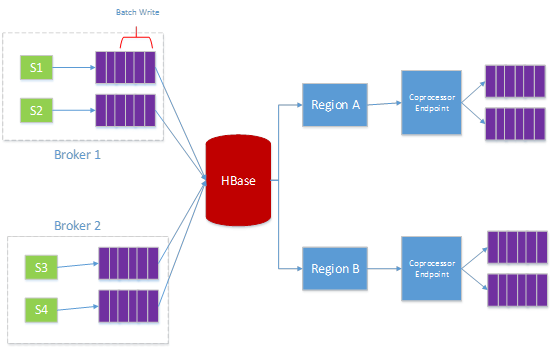 Batch Write
S1
S2
Broker 1
Broker 2
S3
S4
HBase
Region A
Coprocessor
Endpoint
Region B
Coprocessor
Endpoint